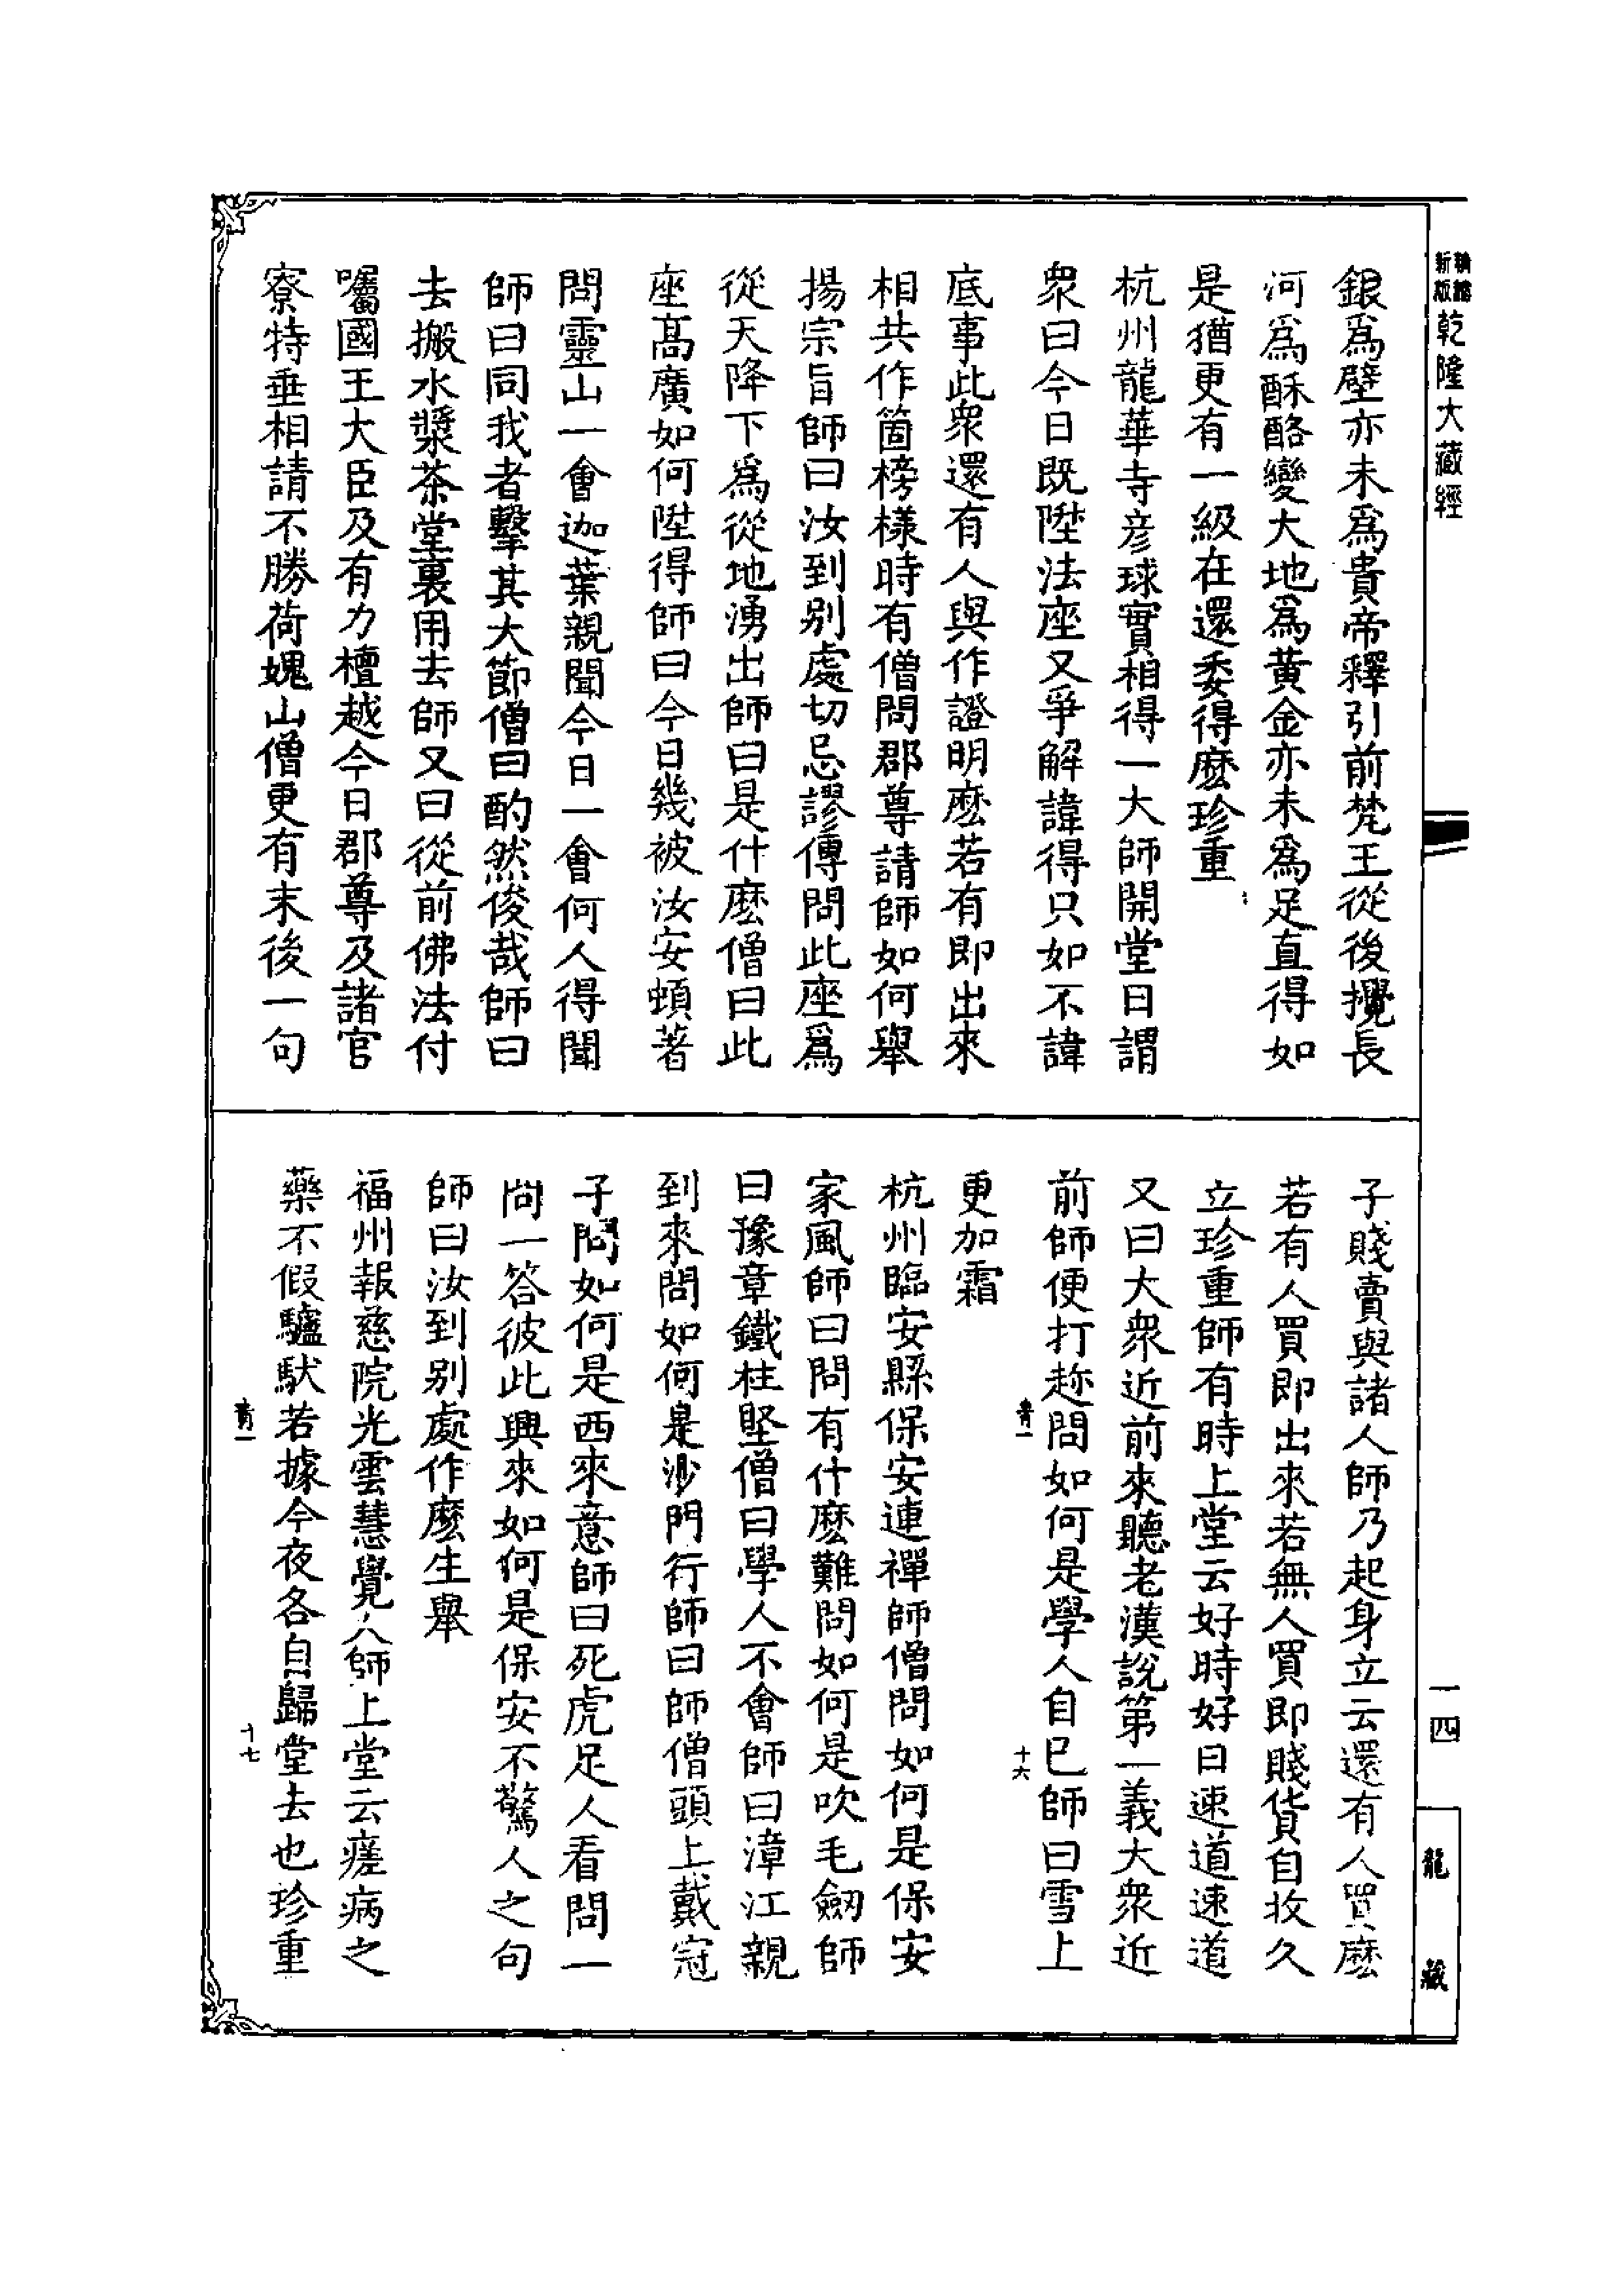 新版
乾隆大藏經
銀爲壁亦未爲貴帝釋引前梵王從後攪長
河爲酥酪變大地爲黄金亦未爲足直得如
是猶更有一級在還委得麽珍重
杭州龍華寺彦球實相得一大師開堂日謂
衆曰今日既陞法座又爭解諱得只如不諱
底事此衆還有人與作證明麽若有即出來
相共作箇榜樣時有僧問郡尊請師如何舉
揚宗旨師曰汝到别處切忌謬傳問此座爲
從天降下爲從地湧出師曰是什麽僧曰此
座髙廣如何陞得師曰今日幾被汝安頓著
問靈山一會迦葉親聞今日一會何人得聞
師曰同我者擊其大節僧曰酌然俊哉師曰
去搬水漿茶堂裏用去師又曰從前佛法付
囑國王大臣及有力檀越今日郡尊及諸官
寮特垂相請不勝荷媿山僧更有末後一句
子賤賣與諸人師乃起身立云還有人買麽
若有人買即出來若無人買即賤貨自收久
立珍重師有時上堂云好時好日速道速道
又曰大衆近前來聽老漢説第一義大衆近
前師便打趂問如何是學人自巳師曰雪上
青一
十六
更加霜
杭州臨安縣保安連禪師僧問如何是保安
家風師曰問有什麽難問如何是吹毛劒師
曰豫章鐵柱堅僧曰學人不會師曰漳江親
到來問如何是沙門行師曰師僧頭上戴冠
子問如何是西來意師曰死虎足人看問一
問一答彼此興來如何是保安不驚人之句
師曰汝到别處作麽生舉
福州報慈院光雲慧覺大師上堂云瘥病之
藥不假驢馱若據今夜各自歸堂去也珍重
青一
十七
一四
龍藏